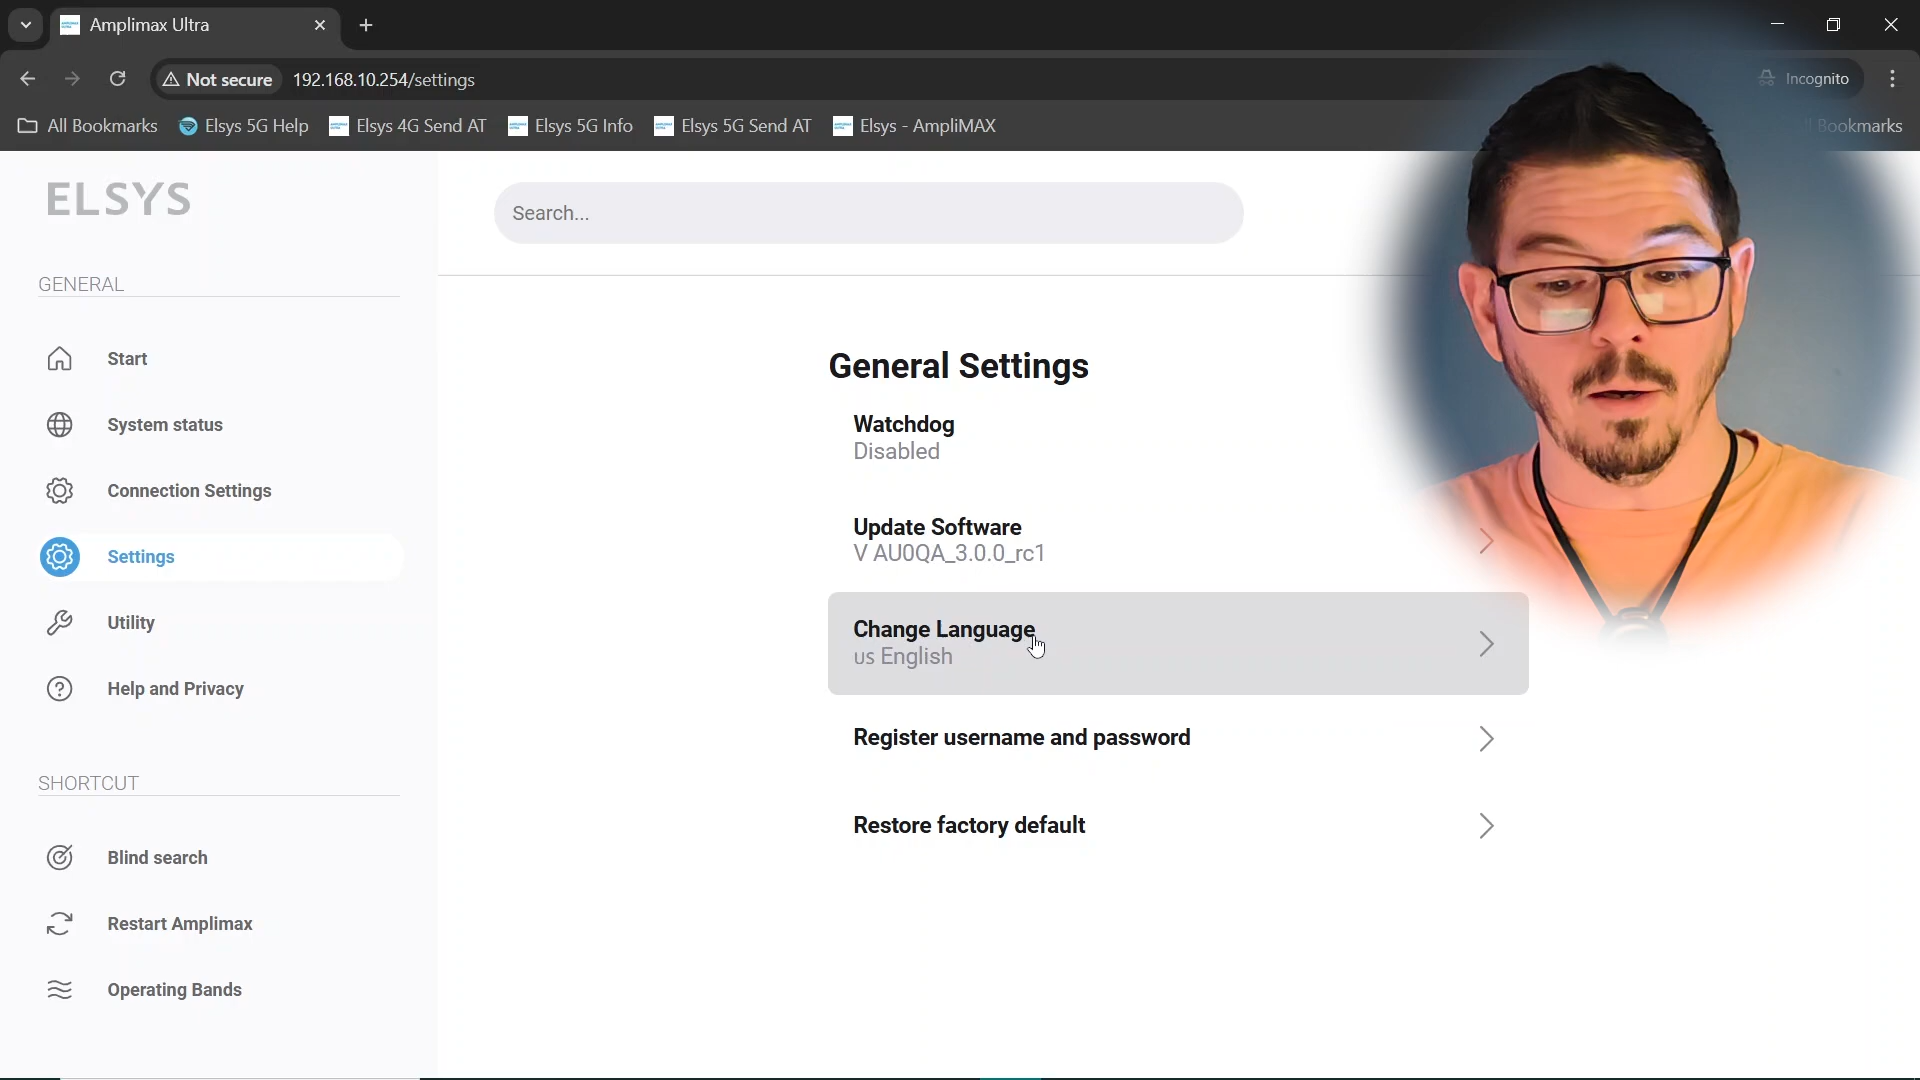 Amplimax Ultra
Not secure 192.168.10.254/settings
Incognito
All Bookmarks Elsys 5G Help Elsys 4G Send AT Elsys 5G Info Elsys 5G Send AT Elsys - AmpliMAX Bookmarks
ELSYS
Search...
GENERAL
Start
System status
Connection Settings
Settings
Utility
Help and Privacy
SHORTCUT
Blind search
Restart Amplimax
Operating Bands
General Settings
Watchdog
Disabled
Update Software
V AU0QA_3.0.0_rc1
Change Language
us English
Register username and password
Restore factory default